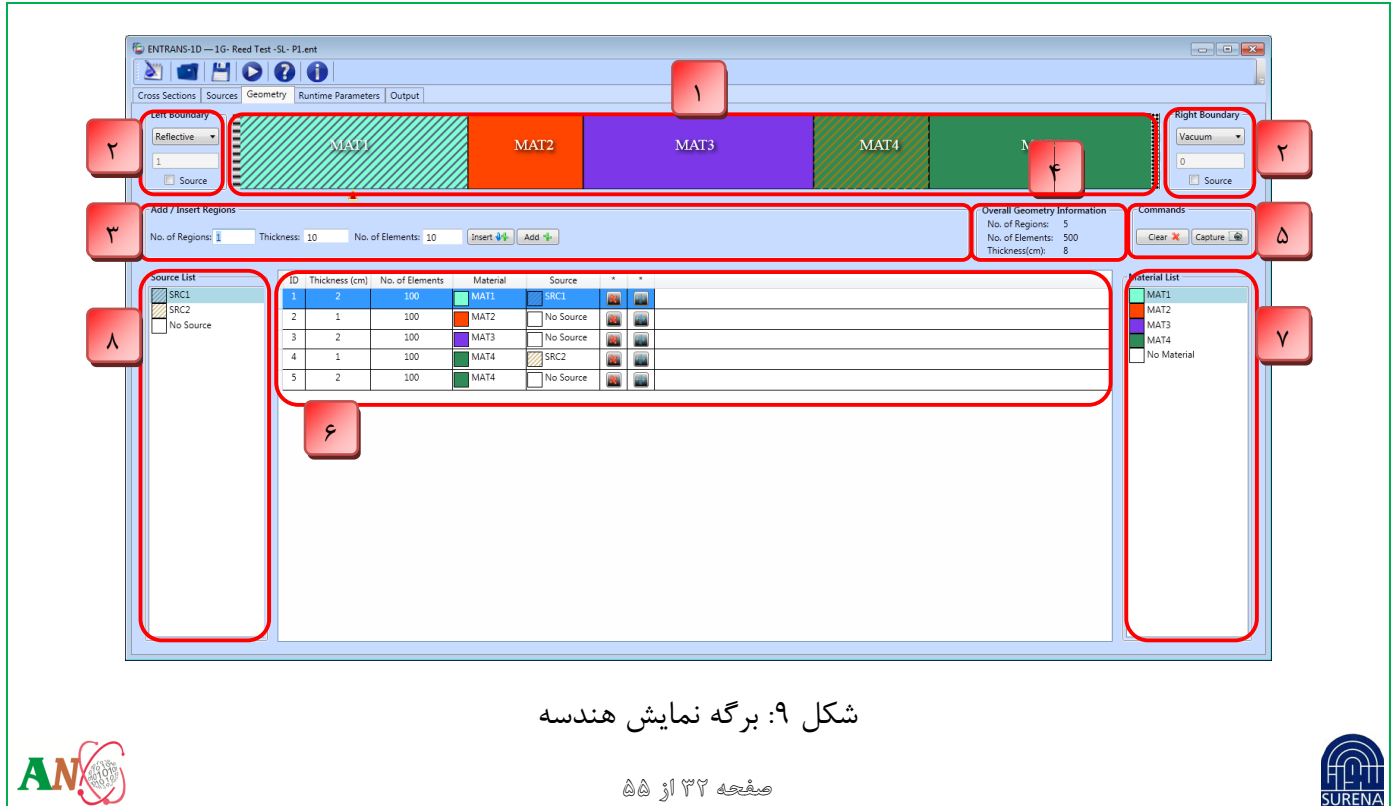 ENTRANS-1D — 1G- Reed Test -SL- P1.ent
Cross Sections Sources Geometry Runtime Parameters Output
۱
Left Boundary
Reflective
1
Source
۲
MAT1 MAT2 MAT3 MAT4
۴
Right Boundary
Vacuum
0
Source
۲
۳
Add / Insert Regions
No. of Regions: 1 Thickness: 10 No. of Elements: 10 Insert Add
Overall Geometry Information
No. of Regions: 5
No. of Elements: 500
Thickness(cm): 8
Commands
Clear Capture
۵
Source List
SRC1
SRC2
No Source
۸
ID Thickness (cm) No. of Elements Material Source * *
1 2 100 MAT1 SRC1
2 1 100 MAT2 No Source
3 2 100 MAT3 No Source
4 1 100 MAT4 SRC2
5 2 100 MAT4 No Source
۶
Material List
MAT1
MAT2
MAT3
MAT4
No Material
۷
شکل ۹: برگه نمایش هندسه
صفحه ۳۲ از ۵۵
SURENA